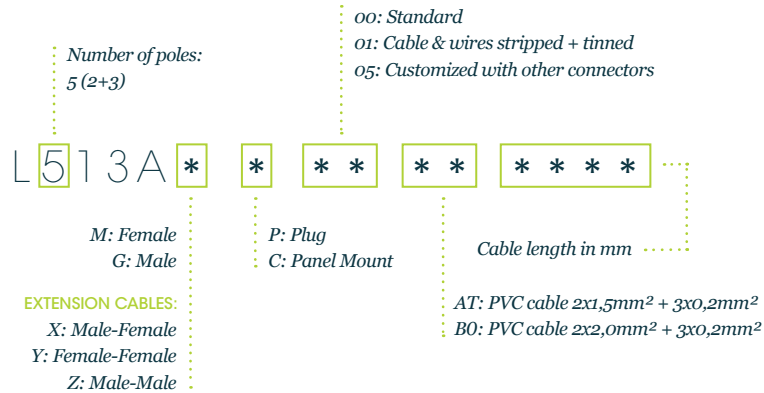 00: Standard
01: Cable & wires stripped + tinned
05: Customized with other connectors
Number of poles:
5 (2+3)
L513A* * ** ** ****
M: Female
G: Male
P: Plug
C: Panel Mount
Cable length in mm
EXTENSION CABLES:
X: Male-Female
Y: Female-Female
Z: Male-Male
AT: PVC cable 2x1,5mm² + 3x0,2mm²
B0: PVC cable 2x2,0mm² + 3x0,2mm²